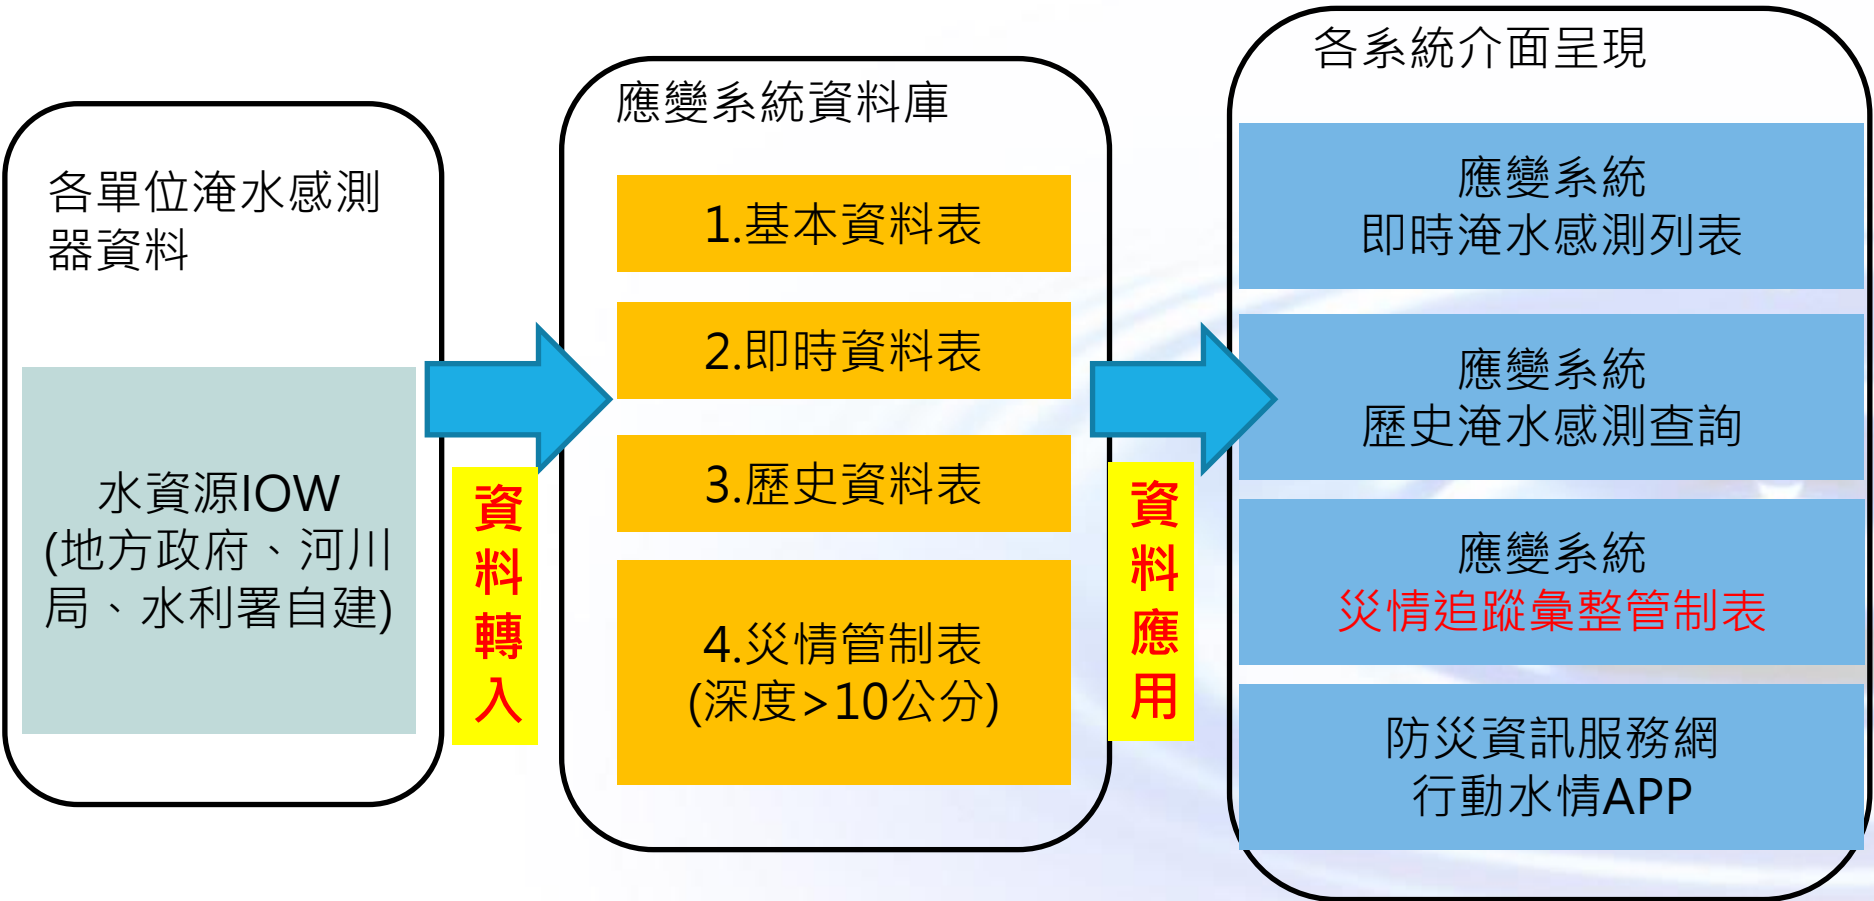 各單位淹水感測
器資料
水資源IOW
(地方政府、河川
局、水利署自建)
資料轉入
應變系統資料庫
1.基本資料表
2.即時資料表
3.歷史資料表
4.災情管制表
(深度>10公分)
資料應用
各系統介面呈現
應變系統
即時淹水感測列表
應變系統
歷史淹水感測查詢
應變系統
災情追蹤彙整管制表
防災資訊服務網
行動水情APP